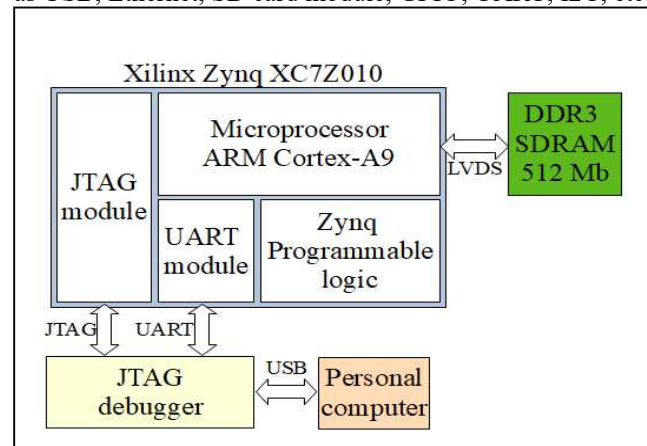 Xilinx Zynq XC7Z010
JTAG
module
Microprocessor
ARM Cortex-A9
UART
module
Zynq
Programmable
logic
LVDS
DDR3
SDRAM
512 Mb
JTAG
UART
JTAG
debugger
USB
Personal
computer